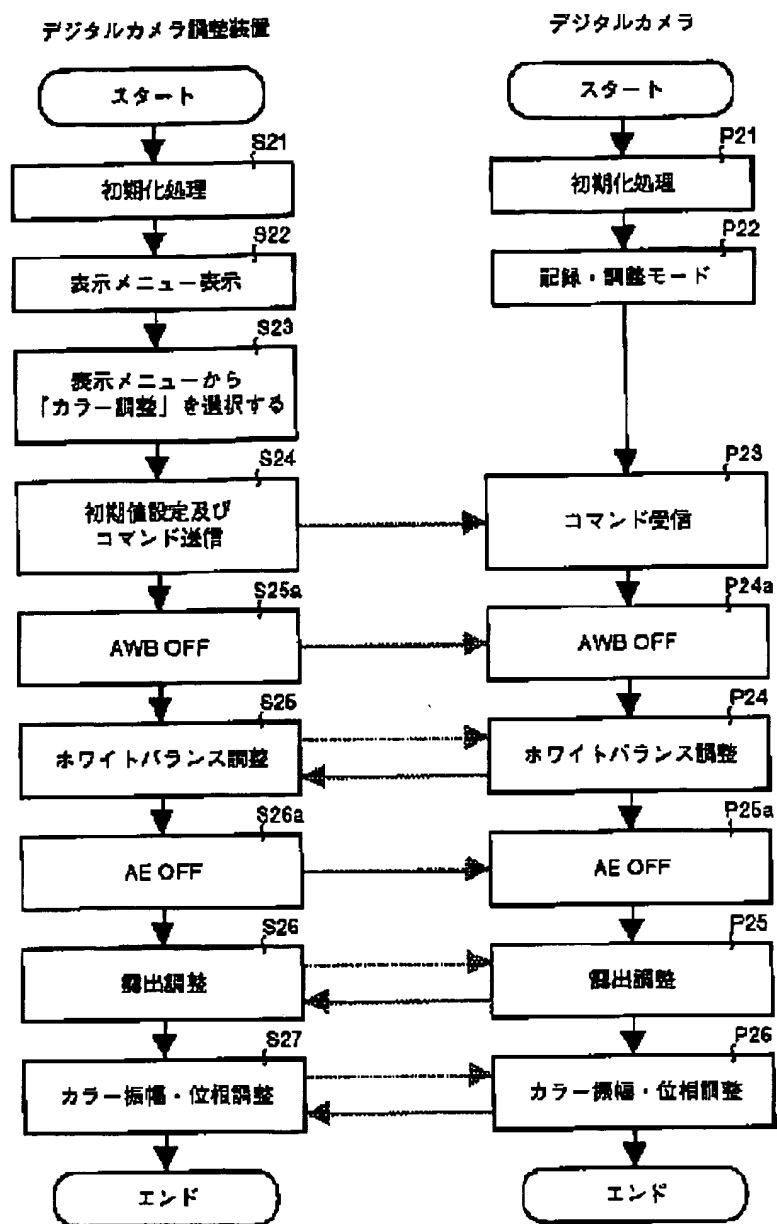 デジタルカメラ調整装置
スタート
S21
初期化処理
S22
表示メニュー表示
S23
表示メニューから
「カラー調整」を選択する
S24
初期値設定及び
コマンド送信
S25a
AWB OFF
S25
ホワイトバランス調整
S26a
AE OFF
S26
露出調整
S27
カラー振幅・位相調整
エンド
デジタルカメラ
スタート
P21
初期化処理
P22
記録・調整モード
P23
コマンド受信
P24a
AWB OFF
P24
ホワイトバランス調整
P25a
AE OFF
P25
露出調整
P26
カラー振幅・位相調整
エンド